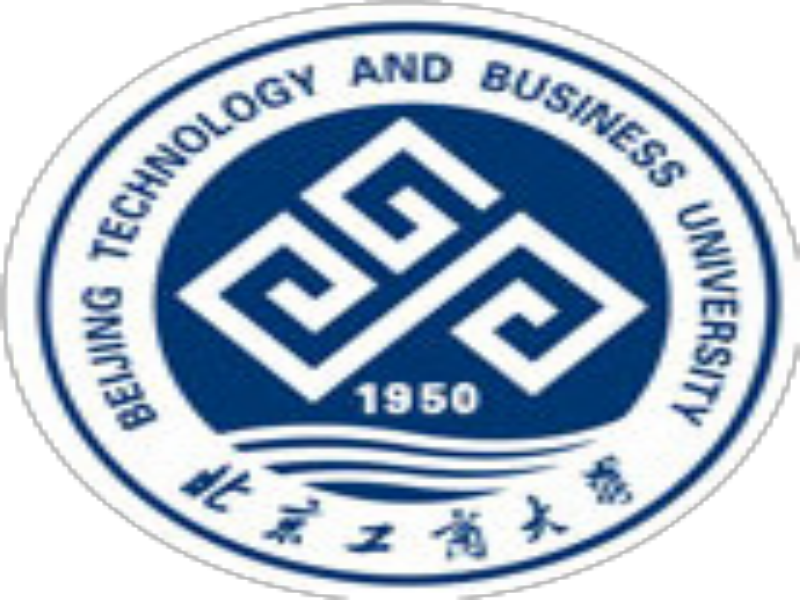 BEIJING TECHNOLOGY AND BUSINESS UNIVERSITY
1950
北京工商大学